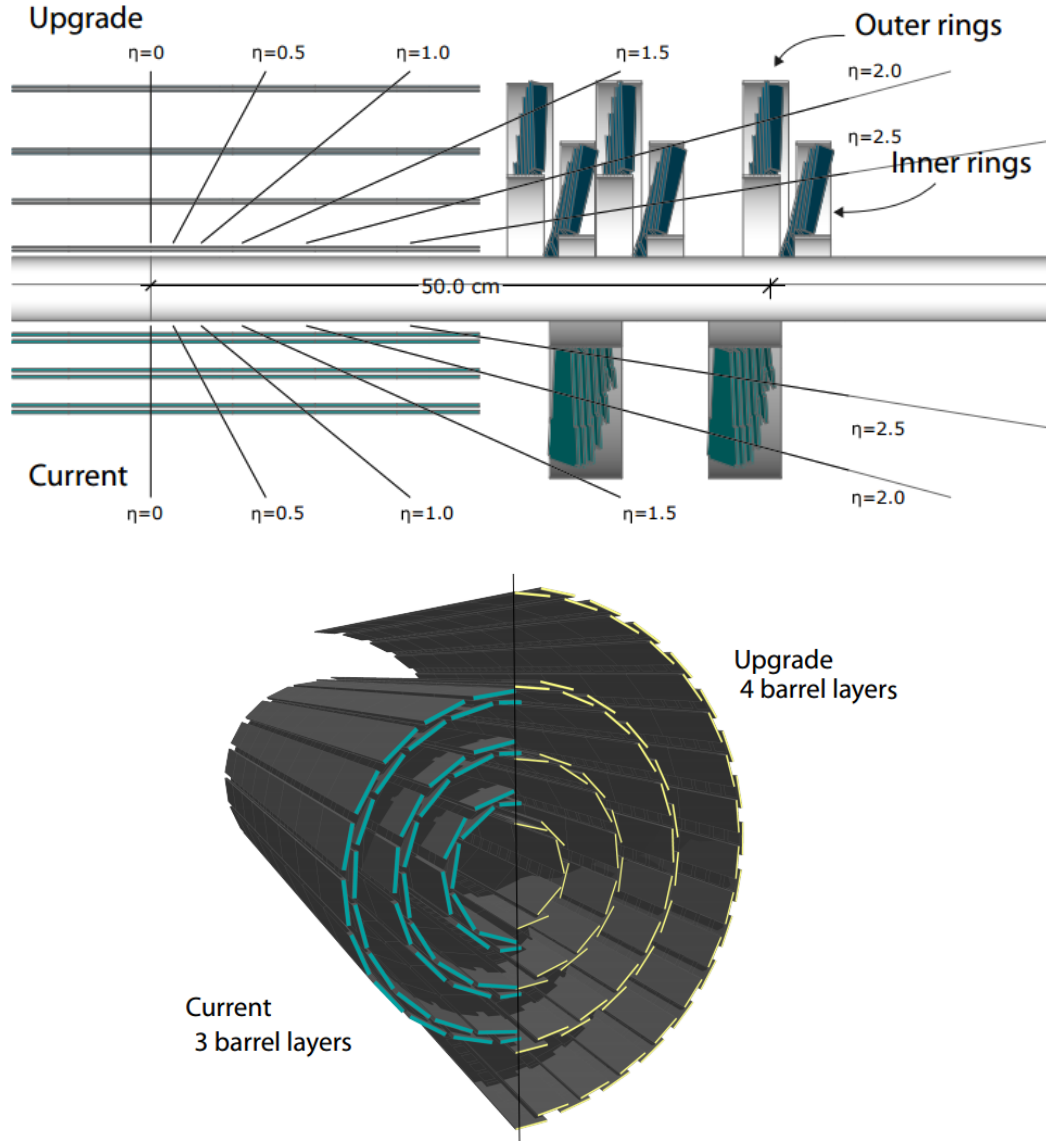 Upgrade
η=0
η=0.5
η=1.0
η=1.5
Outer rings
η=2.0
η=2.5
Inner rings
50.0 cm
η=2.5
Current
η=0
η=0.5
η=1.0
η=1.5
η=2.0
Upgrade
4 barrel layers
Current
3 barrel layers